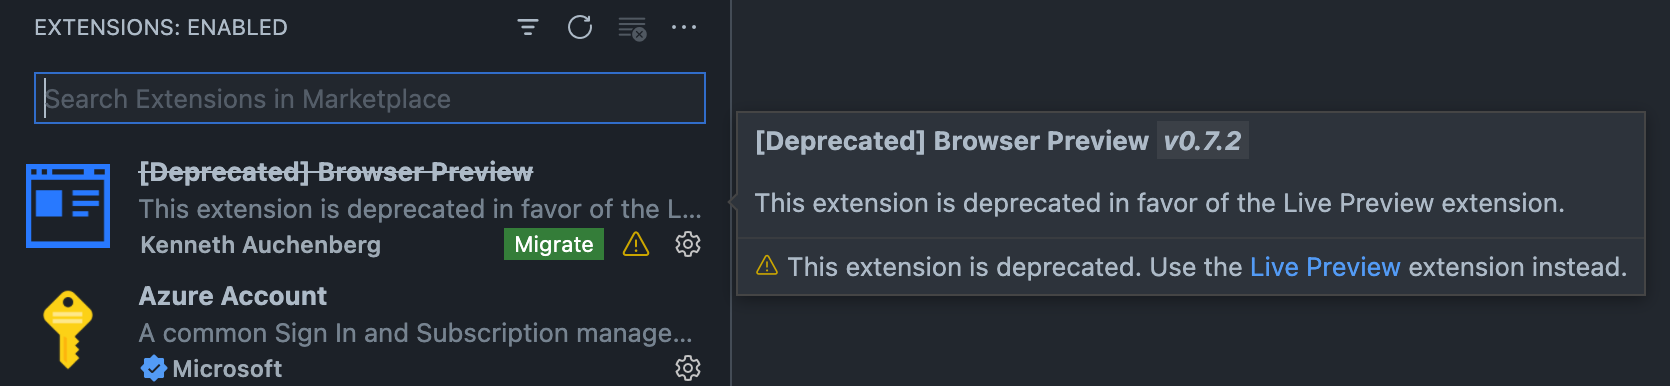 EXTENSIONS: ENABLED
Search Extensions in Marketplace
[Deprecated] Browser Preview
This extension is deprecated in favor of the L...
Kenneth Auchenberg
Migrate
Azure Account
A common Sign In and Subscription manage...
Microsoft
[Deprecated] Browser Preview v0.7.2
This extension is deprecated in favor of the Live Preview extension.
This extension is deprecated. Use the Live Preview extension instead.